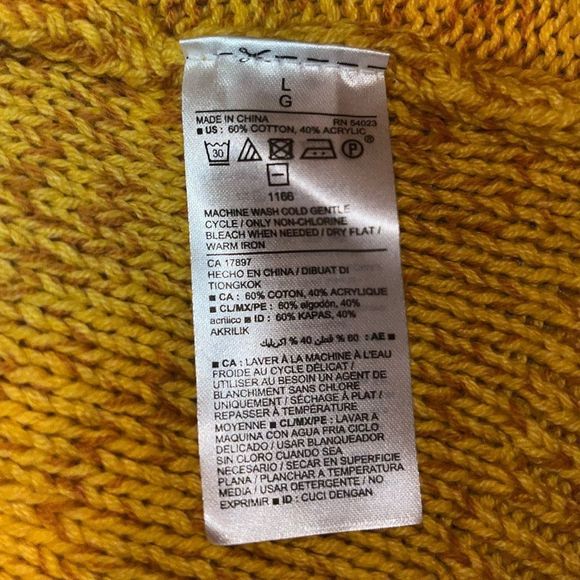 L
G
MADE IN CHINA RN 54023
■ US : 60% COTTON, 40% ACRYLIC
30 P
1166
MACHINE WASH COLD GENTLE
CYCLE / ONLY NON-CHLORINE
BLEACH WHEN NEEDED / DRY FLAT /
WARM IRON
CA 17897
HECHO EN CHINA / DIBUAT DI
TIONGKOK
■ CA : 60% COTON, 40% ACRYLIQUE
■ CL/MX/PE : 60% algodón, 40%
acrílico ■ ID : 60% KAPAS, 40%
AKRILIK
■ AE : 60 % قطن 40 % اكريليك
■ CA : LAVER À LA MACHINE À L'EAU
FROIDE AU CYCLE DÉLICAT /
UTILISER AU BESOIN UN AGENT DE
BLANCHIMENT SANS CHLORE
UNIQUEMENT / SÉCHAGE À PLAT /
REPASSER À TEMPÉRATURE
MOYENNE ■ CL/MX/PE : LAVAR A
MAQUINA CON AGUA FRIA CICLO
DELICADO / USAR BLANQUEADOR
SIN CLORO CUANDO SEA
NECESARIO / SECAR EN SUPERFICIE
PLANA / PLANCHAR A TEMPERATURA
MEDIA / USAR DETERGENTE / NO
EXPRIMIR ■ ID : CUCI DENGAN